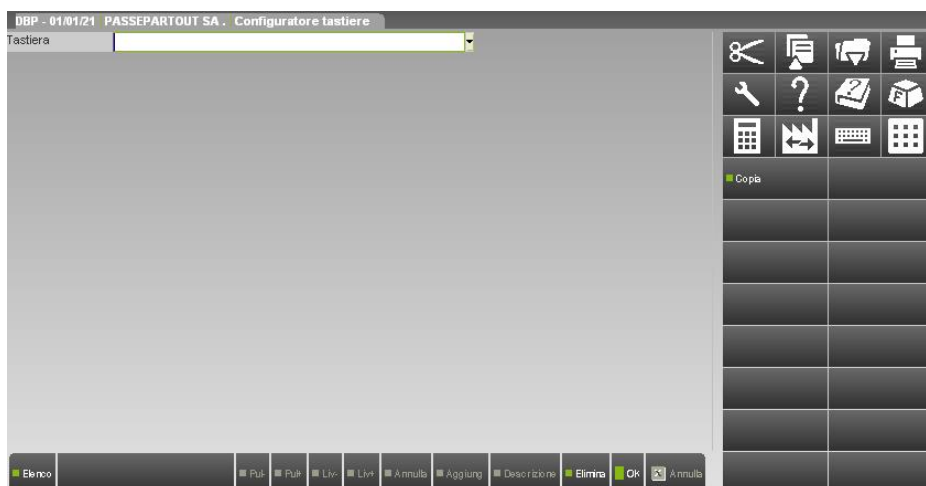 DBP - 01/01/21 PASSEPARTOUT SA . Configuratore tastiere
Tastiera
Copia
Elenco Pul- Pul+ Liv- Liv+ Annulla Aggiung Descrizione Elimina Ok Annulla